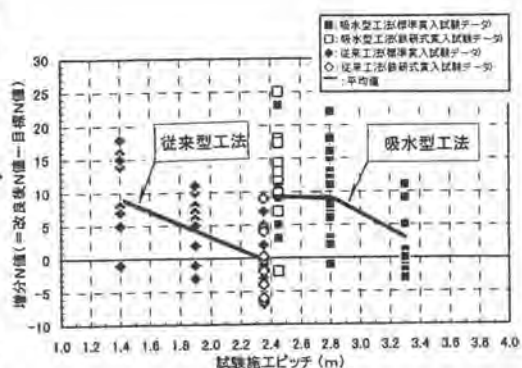 ■ :吸水型工法(標準貫入試験データ)
□ :吸水型工法(鉄研式貫入試験データ)
◆ :従来工法(標準貫入試験データ)
◇ :従来工法(鉄研式貫入試験データ)
━ :平均値
増分N値(=改良後N値ー目標N値)
30
25
20
15
10
5
0
-5
-10
従来型工法
吸水型工法
1.0 1.2 1.4 1.6 1.8 2.0 2.2 2.4 2.6 2.8 3.0 3.2 3.4 3.6 3.8 4.0
試験施工ピッチ(m)